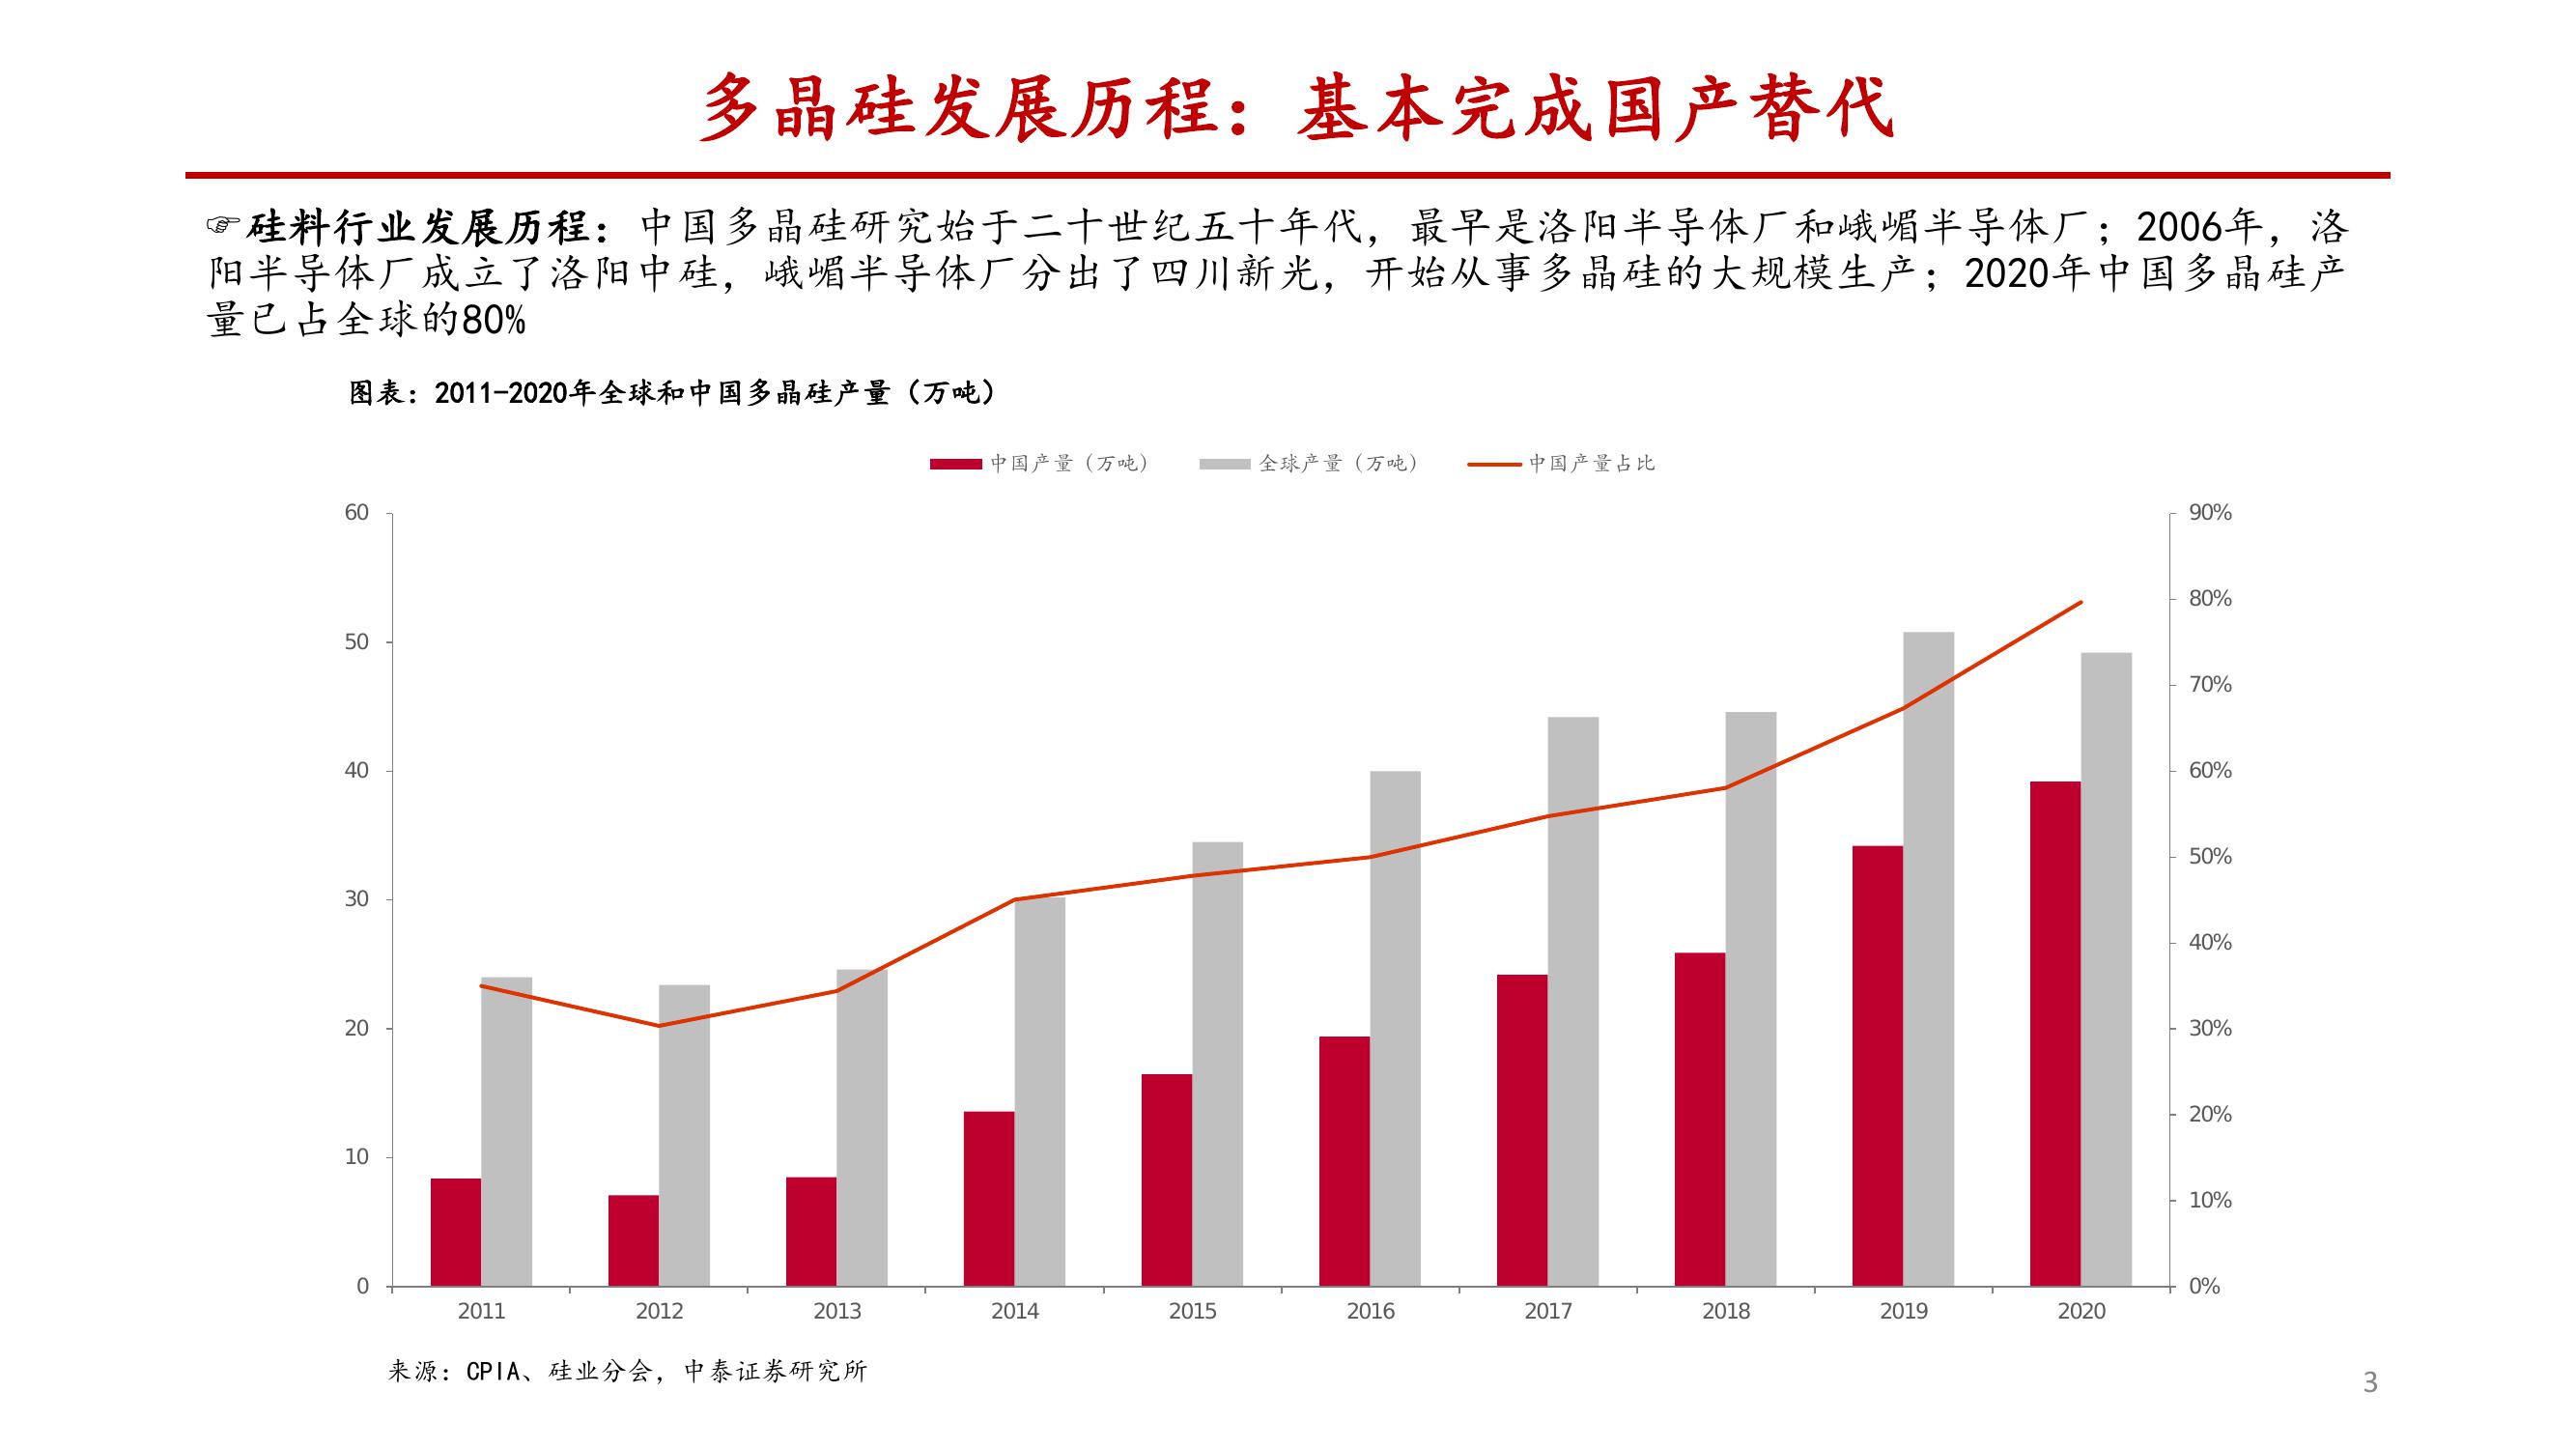 多晶硅发展历程：基本完成国产替代
☞硅料行业发展历程：中国多晶硅研究始于二十世纪五十年代，最早是洛阳半导体厂和峨嵋半导体厂；2006年，洛
阳半导体厂成立了洛阳中硅，峨嵋半导体厂分出了四川新光，开始从事多晶硅的大规模生产；2020年中国多晶硅产
量已占全球的80%
图表：2011-2020年全球和中国多晶硅产量（万吨）
中国产量（万吨） 全球产量（万吨） 中国产量占比
60 90%
80%
50
70%
40 60%
50%
30
40%
20 30%
20%
10
10%
0 0%
2011 2012 2013 2014 2015 2016 2017 2018 2019 2020
来源：CPIA、硅业分会，中泰证券研究所
3